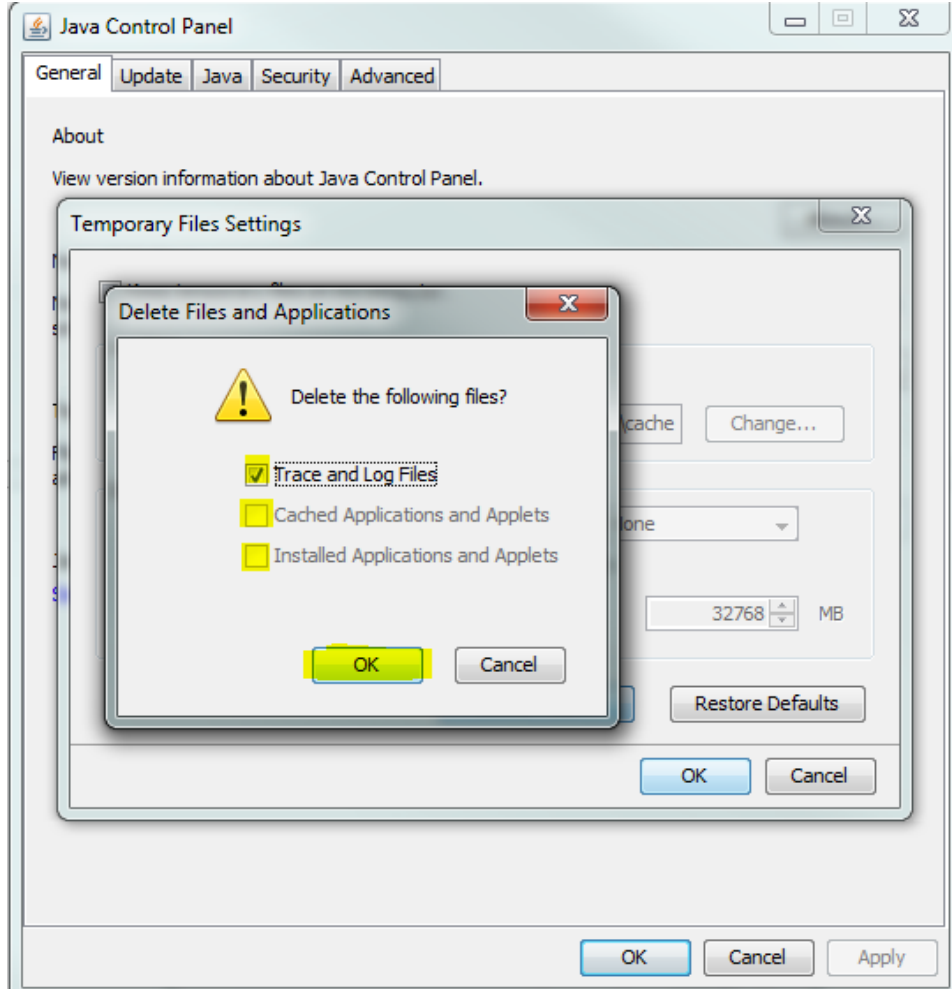 Java Control Panel
General Update Java Security Advanced
About
View version information about Java Control Panel.
Temporary Files Settings
Delete Files and Applications
Delete the following files?
\cache Change...
Trace and Log Files
Cached Applications and Applets
Installed Applications and Applets
32768 MB
OK Cancel
Restore Defaults
OK Cancel
OK Cancel Apply